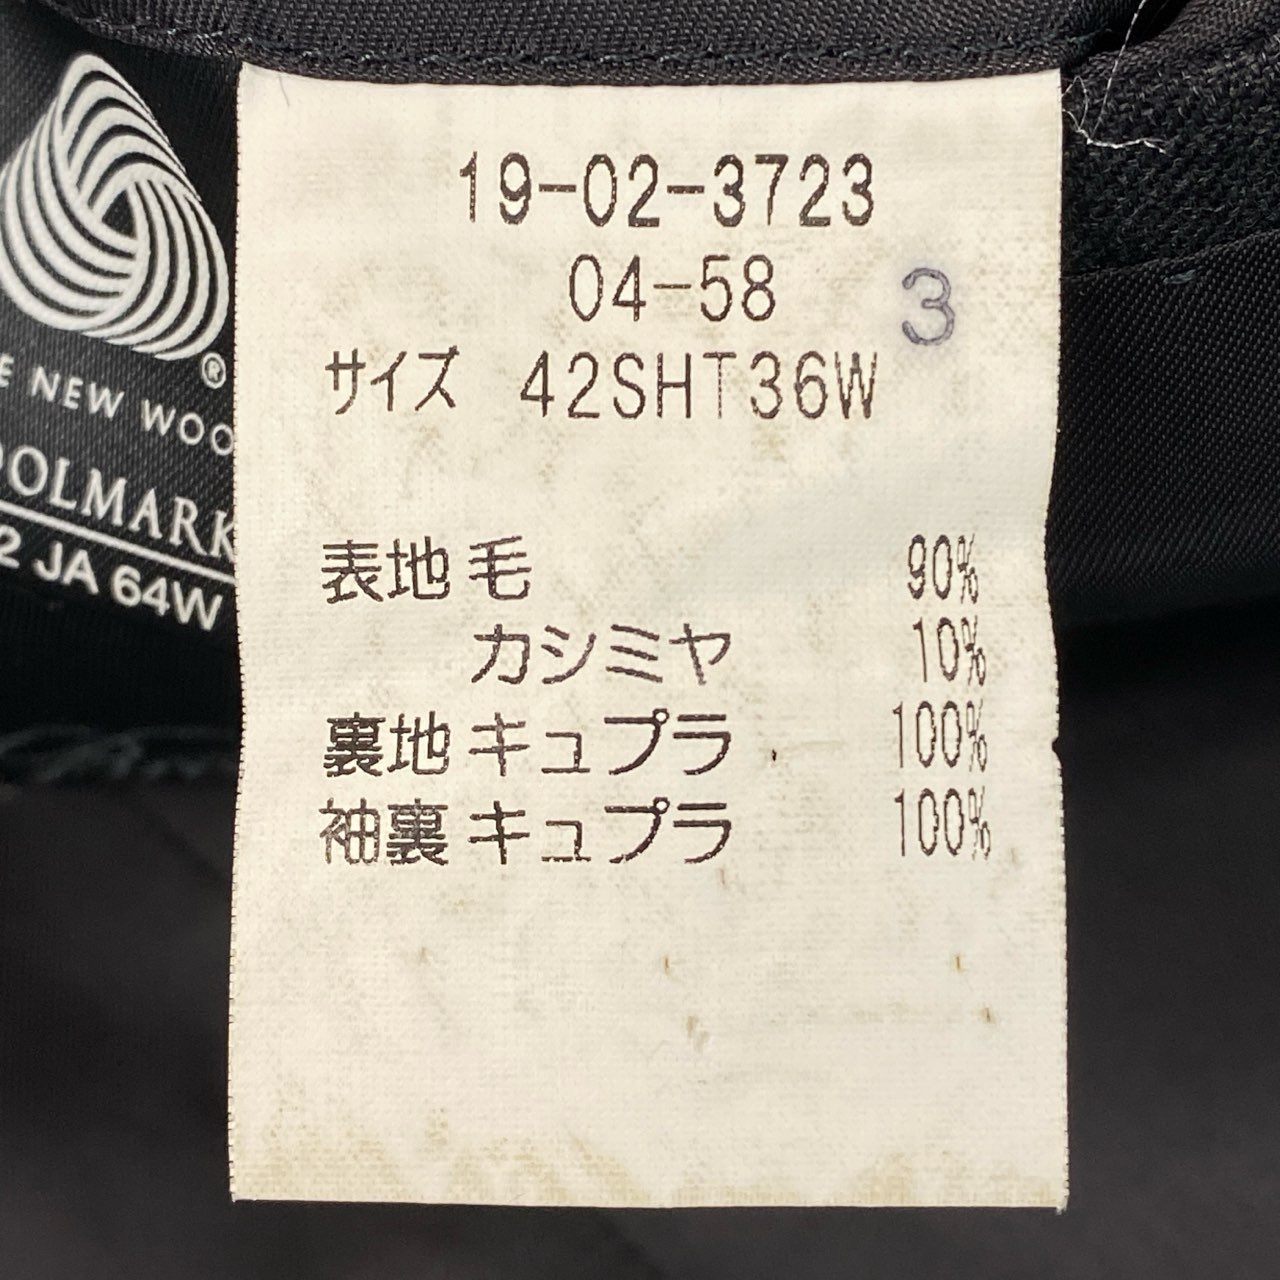 19-02-3723
04-58
3
サイズ 42SHT36W
表地 毛 90%
カシミヤ 10%
裏地 キュプラ 100%
袖裏 キュプラ 100%
®
NEW WOO
OOLMARK
2 JA 64W